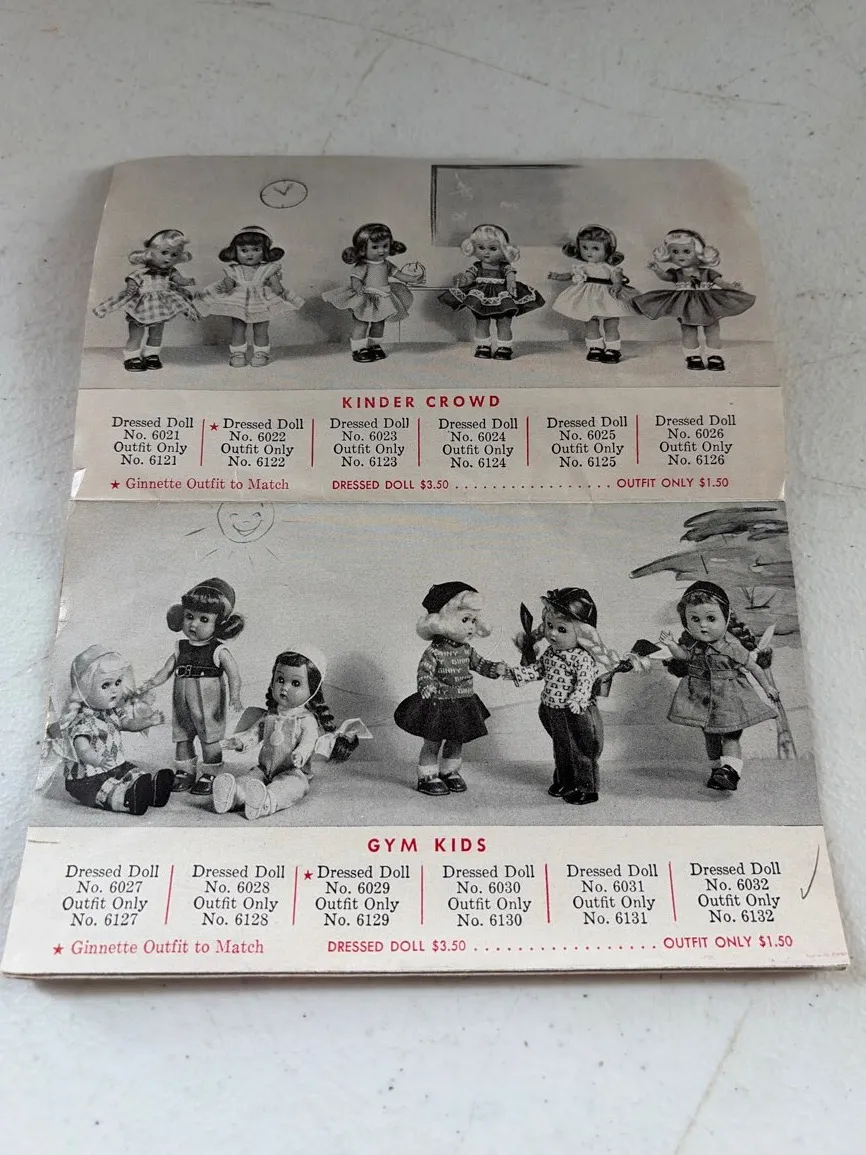 KINDER CROWD
Dressed Doll No. 6021 Outfit Only No. 6121
★ Dressed Doll No. 6022 Outfit Only No. 6122
Dressed Doll No. 6023 Outfit Only No. 6123
Dressed Doll No. 6024 Outfit Only No. 6124
Dressed Doll No. 6025 Outfit Only No. 6125
Dressed Doll No. 6026 Outfit Only No. 6126
★ Ginnette Outfit to Match DRESSED DOLL $3.50 ................. OUTFIT ONLY $1.50
GYM KIDS
Dressed Doll No. 6027 Outfit Only No. 6127
Dressed Doll No. 6028 Outfit Only No. 6128
★ Dressed Doll No. 6029 Outfit Only No. 6129
Dressed Doll No. 6030 Outfit Only No. 6130
Dressed Doll No. 6031 Outfit Only No. 6131
Dressed Doll No. 6032 Outfit Only No. 6132
★ Ginnette Outfit to Match DRESSED DOLL $3.50 .................. OUTFIT ONLY $1.50